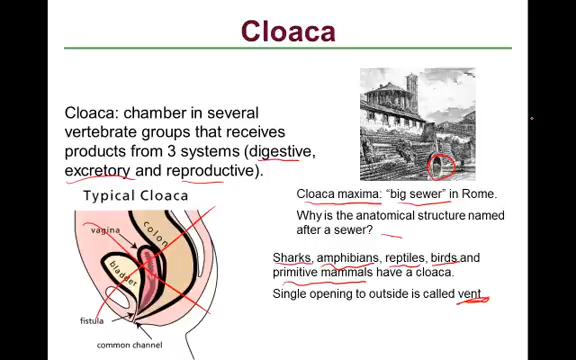 Cloaca
Cloaca: chamber in several
vertebrate groups that receives
products from 3 systems (digestive,
excretory and reproductive).
Typical Cloaca
vagina
colon
bladder
fistula
common channel
Cloaca maxima: “big sewer” in Rome.
Why is the anatomical structure named
after a sewer?
Sharks, amphibians, reptiles, birds and
primitive mammals have a cloaca.
Single opening to outside is called vent